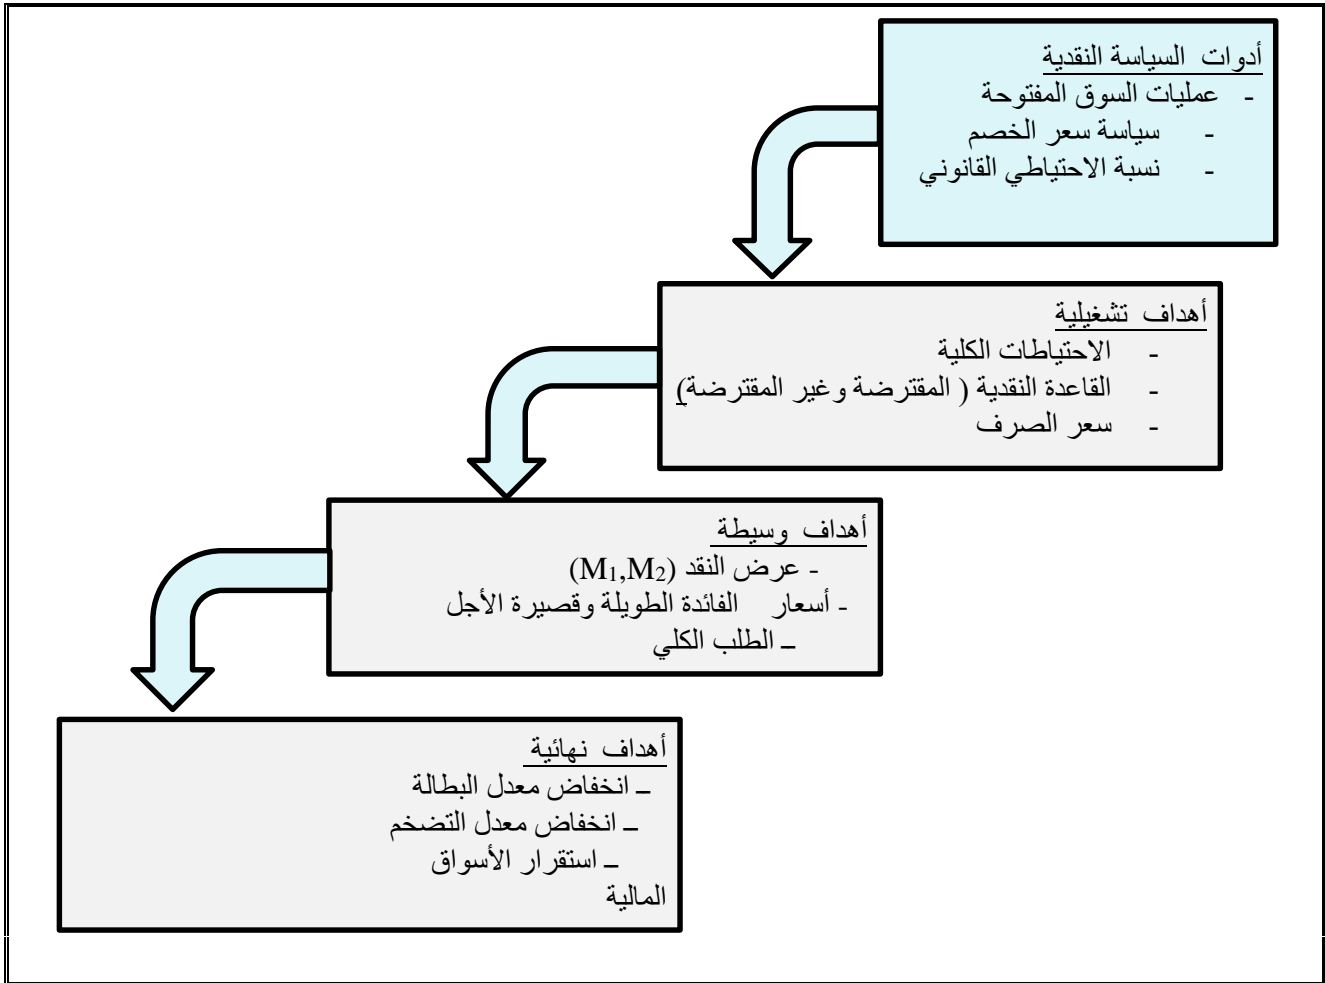 أدوات السياسة النقدية
- عمليات السوق المفتوحة
- سياسة سعر الخصم
- نسبة الاحتياطي القانوني
أهداف تشغيلية
- الاحتياطات الكلية
- القاعدة النقدية ( المقترضة وغير المقترضة)
- سعر الصرف
أهداف وسيطة
- عرض النقد (M₁,M₂)
- أسعار الفائدة الطويلة وقصيرة الأجل
– الطلب الكلي
أهداف نهائية
– انخفاض معدل البطالة
– انخفاض معدل التضخم
– استقرار الأسواق
المالية